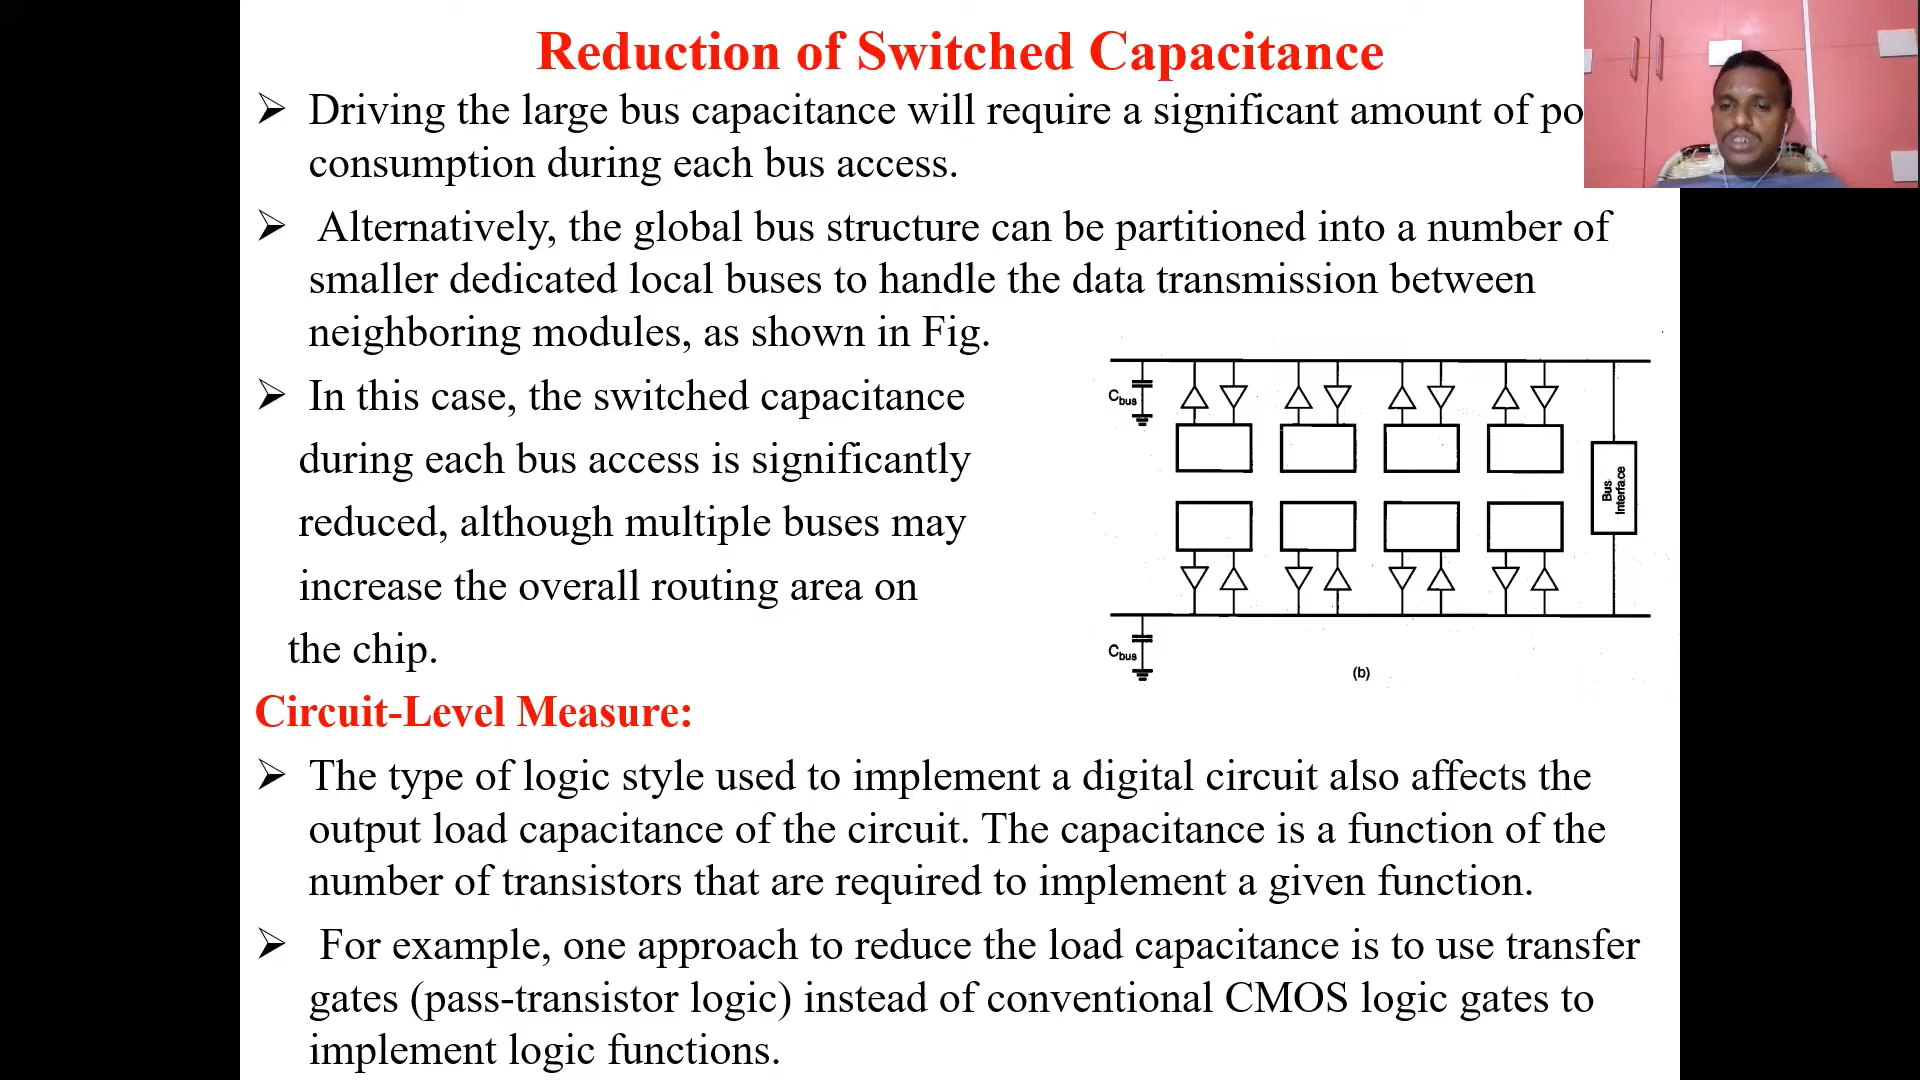 Reduction of Switched Capacitance
➢ Driving the large bus capacitance will require a significant amount of po
consumption during each bus access.
➢ Alternatively, the global bus structure can be partitioned into a number of
smaller dedicated local buses to handle the data transmission between
neighboring modules, as shown in Fig.
➢ In this case, the switched capacitance
during each bus access is significantly
reduced, although multiple buses may
increase the overall routing area on
the chip.
Cbus
Bus
Interface
Cbus
(b)
Circuit-Level Measure:
➢ The type of logic style used to implement a digital circuit also affects the
output load capacitance of the circuit. The capacitance is a function of the
number of transistors that are required to implement a given function.
➢ For example, one approach to reduce the load capacitance is to use transfer
gates (pass-transistor logic) instead of conventional CMOS logic gates to
implement logic functions.